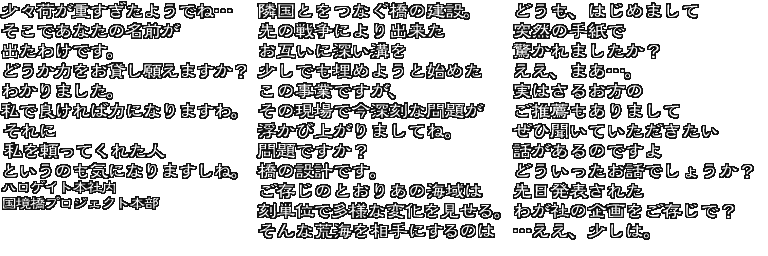 少々荷が重すぎたようでね…
そこであなたの名前が
出たわけです。
どうか力をお貸し願えますか？
わかりました。
私で良ければ力になりますわ。
それに
私を頼ってくれた人
というのも気になりますしね。
ハロゲイト本社内
国境橋プロジェクト本部
隣国とをつなぐ橋の建設。
先の戦争により出来た
お互いに深い溝を
少しでも埋めようと始めた
この事業ですが、
その現場で今深刻な問題が
浮かび上がりましてね。
問題ですか？
橋の設計です。
ご存じのとおりあの海域は
刻単位で多様な変化を見せる。
そんな荒海を相手にするのは
どうも、はじめまして
突然の手紙で
驚かれましたか？
ええ、まあ…。
実はさるお方の
ご推薦もありまして
ぜひ聞いていただきたい
話があるのですよ
どういったお話でしょうか？
先日発表された
わが社の企画をご存じで？
…ええ、少しは。